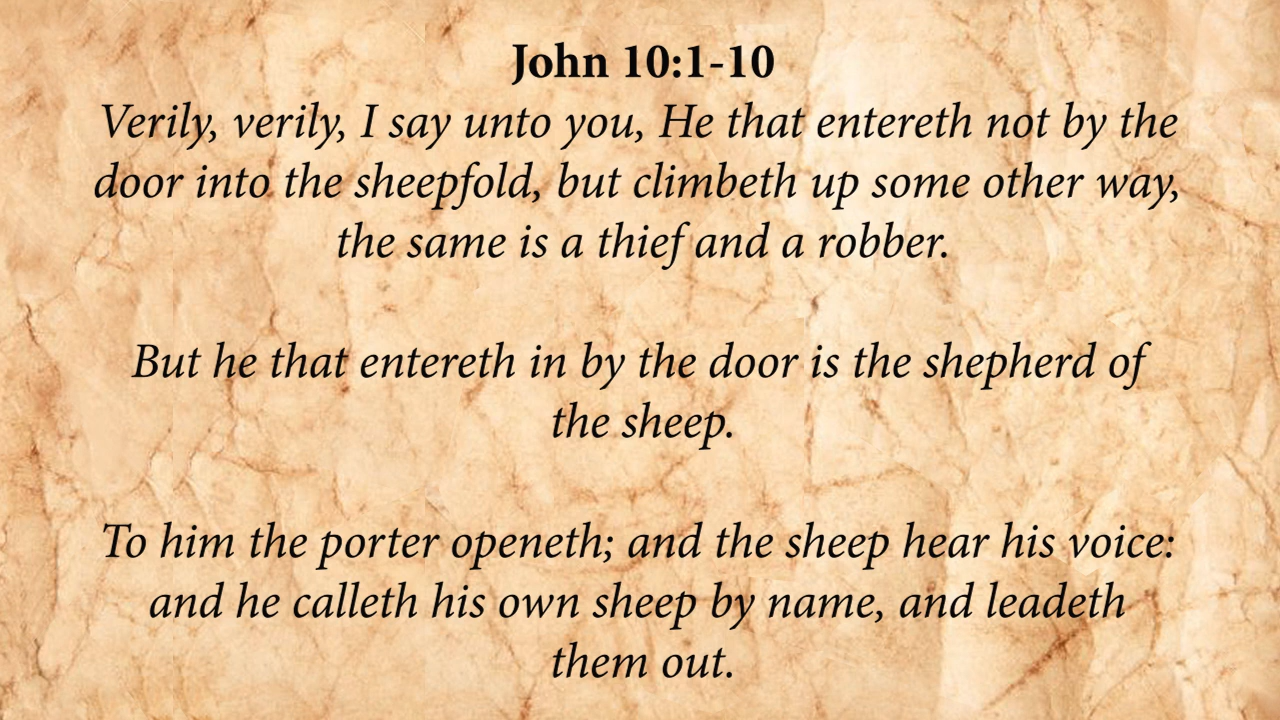 John 10:1-10
Verily, verily, I say unto you, He that entereth not by the
door into the sheepfold, but climbeth up some other way,
the same is a thief and a robber.
But he that entereth in by the door is the shepherd of
the sheep.
To him the porter openeth; and the sheep hear his voice:
and he calleth his own sheep by name, and leadeth
them out.